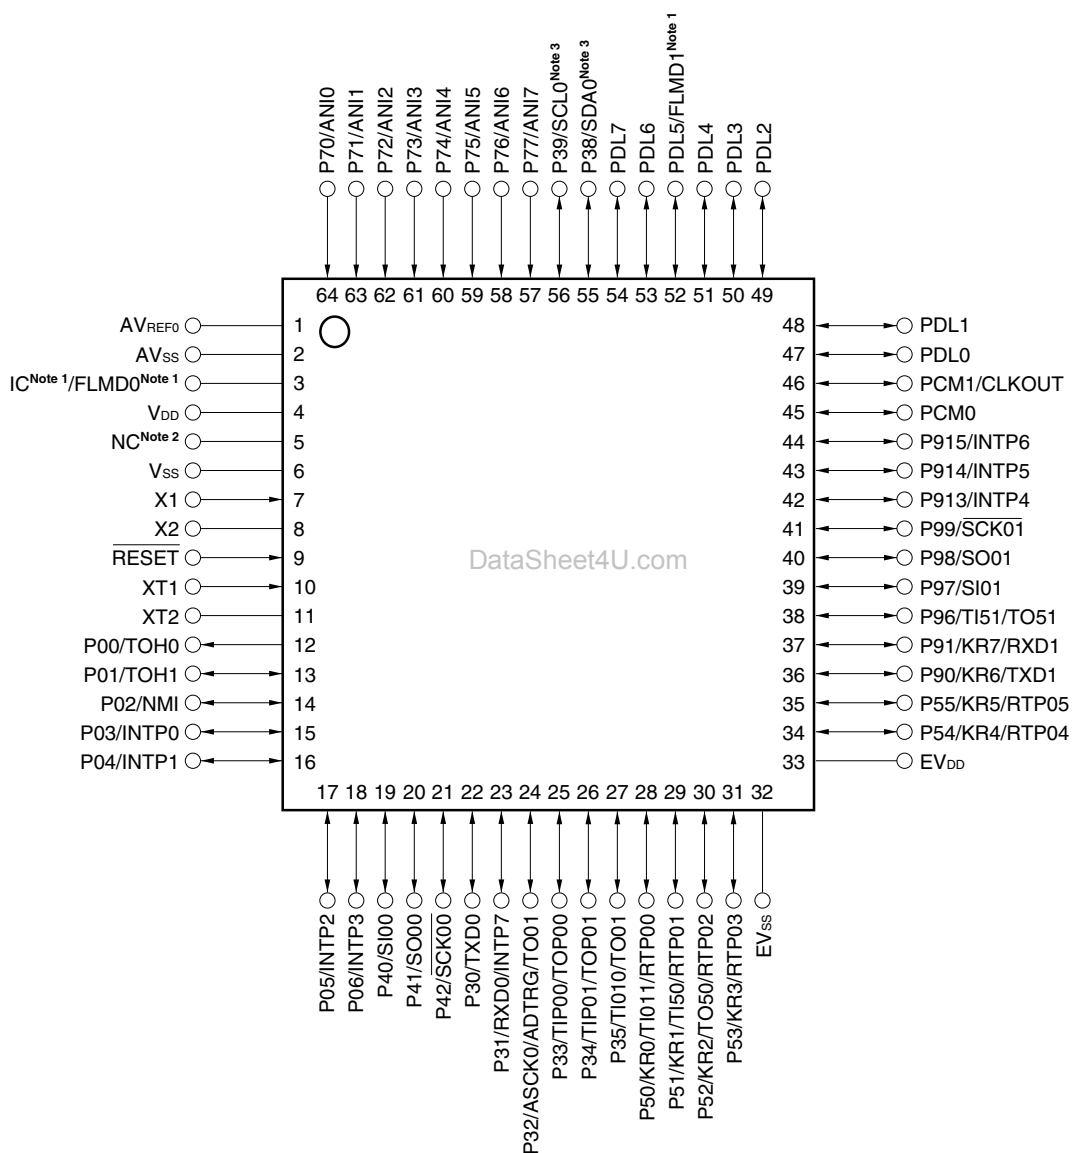 P70/ANI0
P71/ANI1
P72/ANI2
P73/ANI3
P74/ANI4
P75/ANI5
P76/ANI6
P77/ANI7
P39/SCL0Note 3
P38/SDA0Note 3
PDL7
PDL6
PDL5/FLMD1Note 1
PDL4
PDL3
PDL2
64 63 62 61 60 59 58 57 56 55 54 53 52 51 50 49
AVREF0 1 48 PDL1
AVSS 2 47 PDL0
ICNote 1/FLMD0Note 1 3 46 PCM1/CLKOUT
VDD 4 45 PCM0
NCNote 2 5 44 P915/INTP6
VSS 6 43 P914/INTP5
X1 7 42 P913/INTP4
X2 8 41 P99/SCK01
RESET 9 40 P98/SO01
DataSheet4U.com
XT1 10 39 P97/SI01
XT2 11 38 P96/TI51/TO51
P00/TOH0 12 37 P91/KR7/RXD1
P01/TOH1 13 36 P90/KR6/TXD1
P02/NMI 14 35 P55/KR5/RTP05
P03/INTP0 15 34 P54/KR4/RTP04
P04/INTP1 16 33 EVDD
17 18 19 20 21 22 23 24 25 26 27 28 29 30 31 32
P05/INTP2
P06/INTP3
P40/SI00
P41/SO00
P42/SCK00
P30/TXD0
P31/RXD0/INTP7
P32/ASCK0/ADTRG/TO01
P33/TIP00/TOP00
P34/TIP01/TOP01
P35/TI010/TO01
P50/KR0/TI011/RTP00
P51/KR1/TI50/RTP01
P52/KR2/TO50/RTP02
P53/KR3/RTP03
EVSS